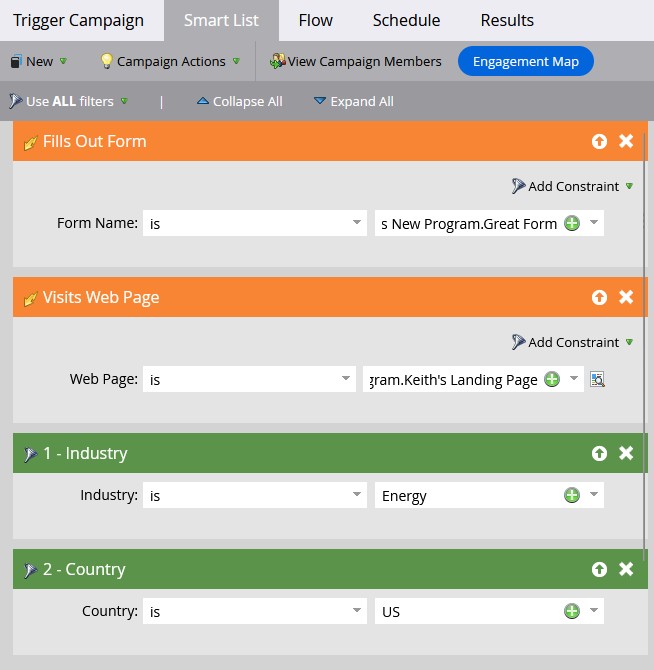 Trigger Campaign Smart List Flow Schedule Results
New Campaign Actions View Campaign Members Engagement Map
Use ALL filters | Collapse All Expand All
Fills Out Form
Add Constraint
Form Name: is s New Program.Great Form
Visits Web Page
Add Constraint
Web Page: is gram.Keith's Landing Page
1 - Industry
Industry: is Energy
2 - Country
Country: is US